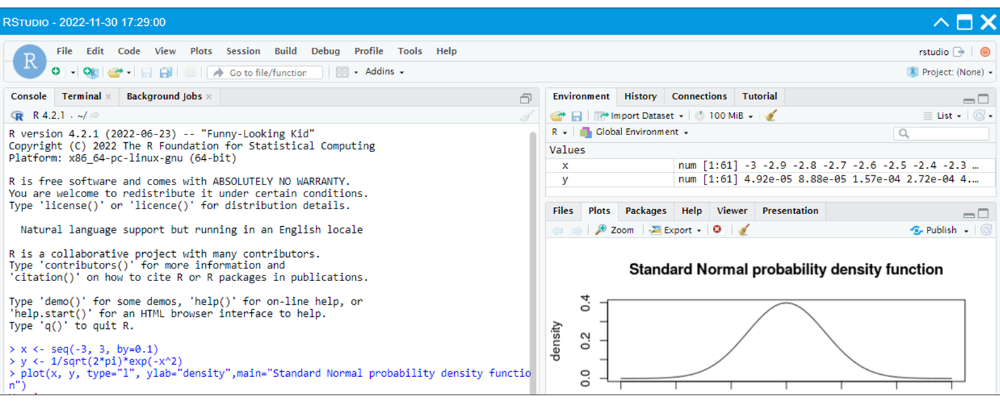 RSTUDIO - 2022-11-30 17:29:00
File Edit Code View Plots Session Build Debug Profile Tools Help
rstudio
R
Go to file/function
Addins
Project: (None)
Console Terminal × Background Jobs ×
R 4.2.1 . ~/
R version 4.2.1 (2022-06-23) -- "Funny-Looking Kid"
Copyright (C) 2022 The R Foundation for Statistical Computing
Platform: x86_64-pc-linux-gnu (64-bit)
R is free software and comes with ABSOLUTELY NO WARRANTY.
You are welcome to redistribute it under certain conditions.
Type 'license()' or 'licence()' for distribution details.
Natural language support but running in an English locale
R is a collaborative project with many contributors.
Type 'contributors()' for more information and
'citation()' on how to cite R or R packages in publications.
Type 'demo()' for some demos, 'help()' for on-line help, or
'help.start()' for an HTML browser interface to help.
Type 'q()' to quit R.
> x <- seq(-3, 3, by=0.1)
> y <- 1/sqrt(2*pi)*exp(-x^2)
> plot(x, y, type="l", ylab="density",main="Standard Normal probability density functio
n")
Environment History Connections Tutorial
Import Dataset 100 MiB List
R Global Environment
Values
x num [1:61] -3 -2.9 -2.8 -2.7 -2.6 -2.5 -2.4 -2.3 ...
y num [1:61] 4.92e-05 8.88e-05 1.57e-04 2.72e-04 4....
Files Plots Packages Help Viewer Presentation
Zoom Export Publish
Standard Normal probability density function
density
0.4
0.2
0.0